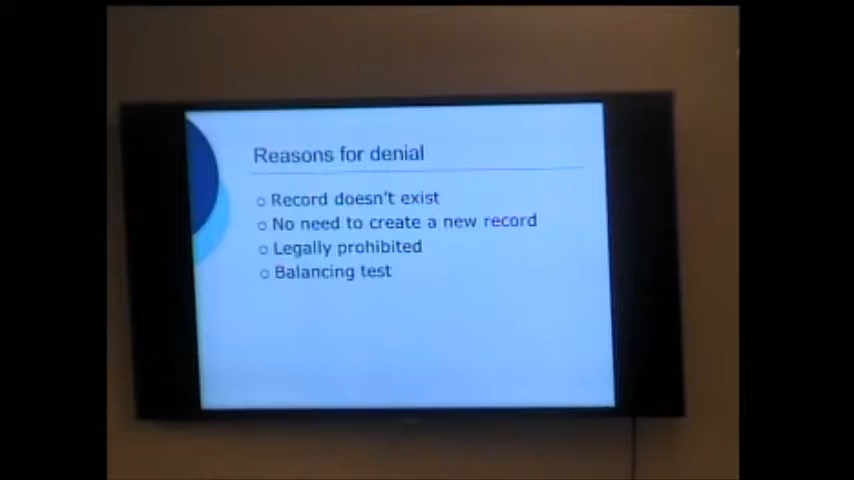 Reasons for denial
Record doesn't exist
No need to create a new record
Legally prohibited
Balancing test